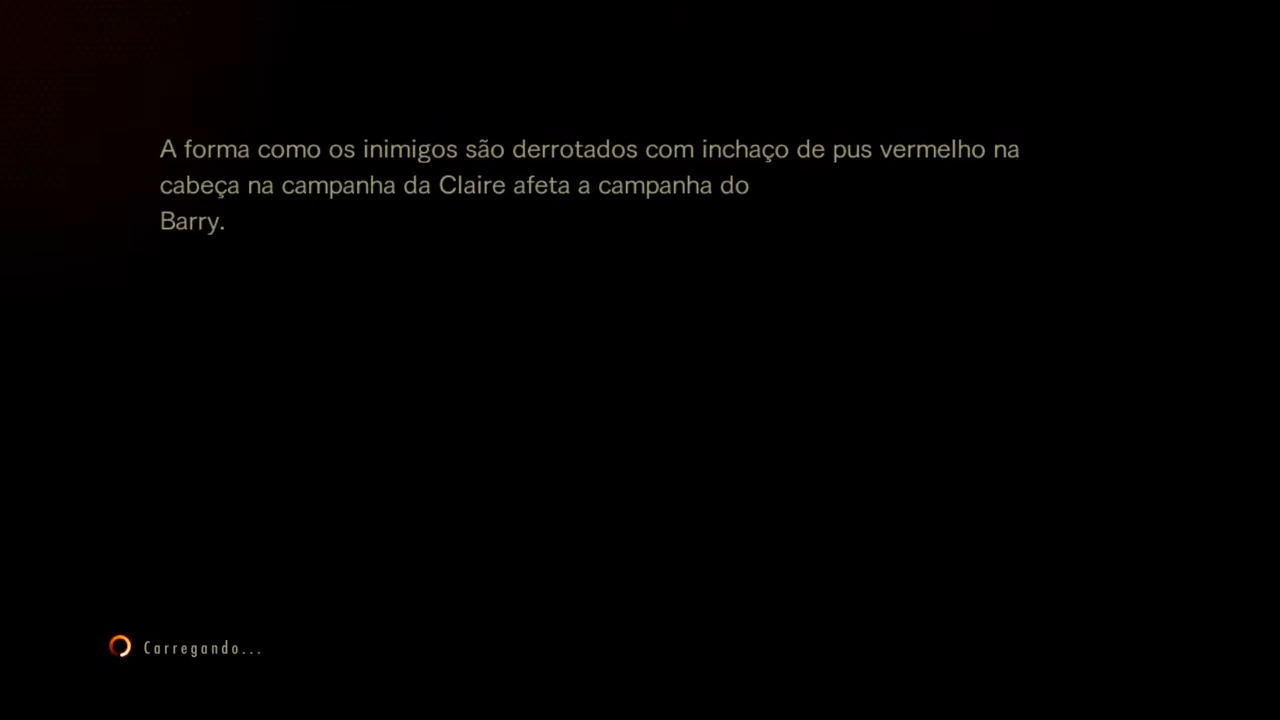 A forma como os inimigos são derrotados com inchaço de pus vermelho na
cabeça na campanha da Claire afeta a campanha do
Barry.
Carregando...